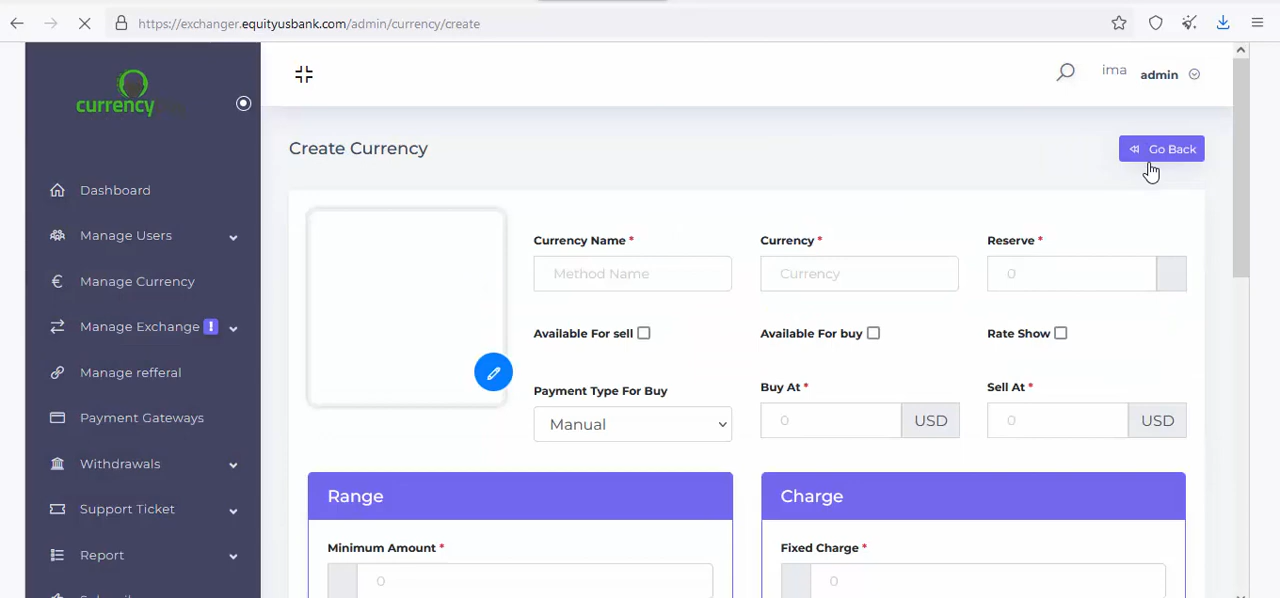 https://exchanger.equityusbank.com/admin/currency/create
currency
ima admin
Create Currency
Go Back
Dashboard
Manage Users
Manage Currency
Manage Exchange !
Manage refferal
Payment Gateways
Withdrawals
Support Ticket
Report
Currency Name *
Currency *
Reserve *
Method Name
Currency
0
Available For sell
Available For buy
Rate Show
Payment Type For Buy
Buy At *
Sell At *
Manual
0 USD
0 USD
Range
Charge
Minimum Amount *
Fixed Charge *
0
0